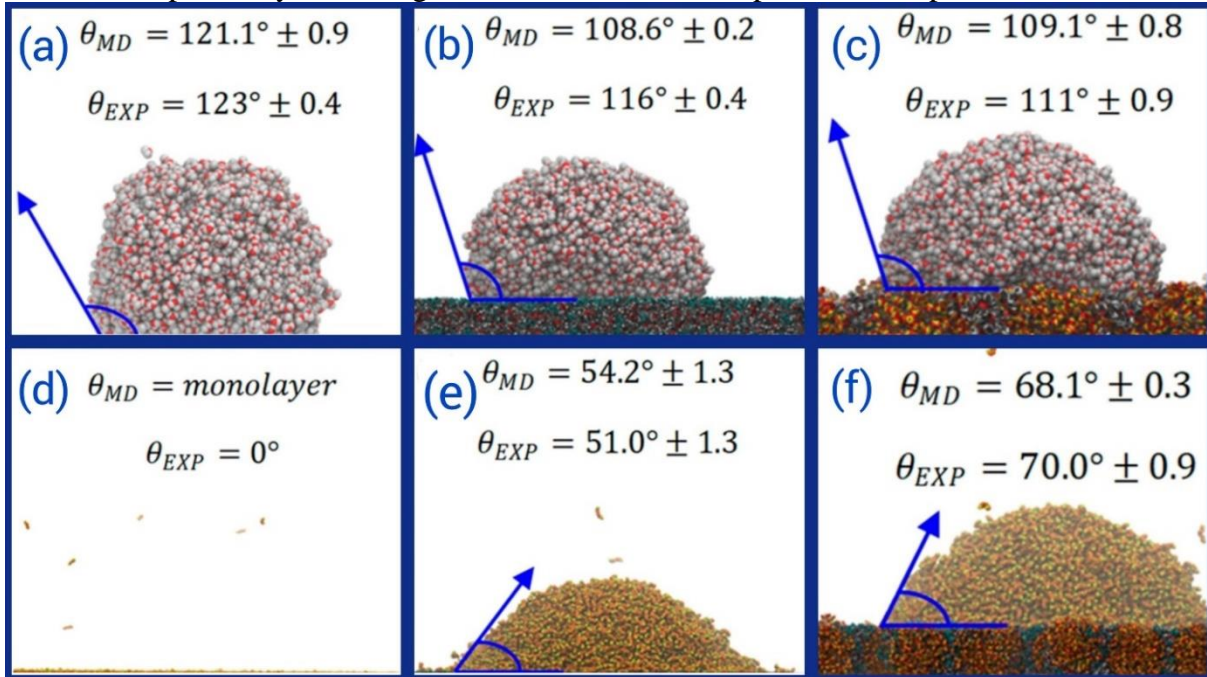 (a) θ_MD = 121.1° ± 0.9
θ_EXP = 123° ± 0.4
(b) θ_MD = 108.6° ± 0.2
θ_EXP = 116° ± 0.4
(c) θ_MD = 109.1° ± 0.8
θ_EXP = 111° ± 0.9
(d) θ_MD = monolayer
θ_EXP = 0°
(e) θ_MD = 54.2° ± 1.3
θ_EXP = 51.0° ± 1.3
(f) θ_MD = 68.1° ± 0.3
θ_EXP = 70.0° ± 0.9